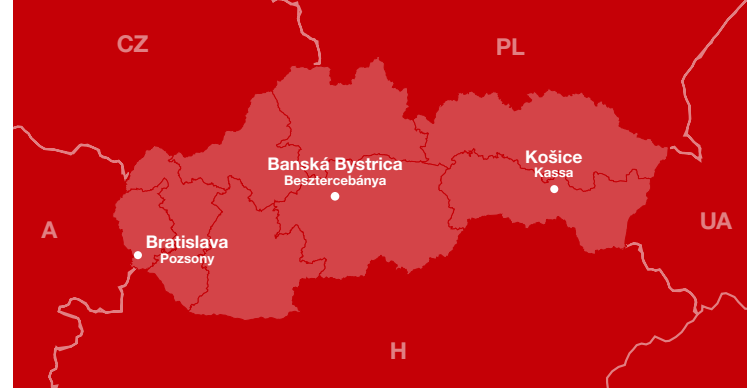 CZ
PL
Košice
Kassa
Banská Bystrica
Besztercebánya
A
UA
Bratislava
Pozsony
H